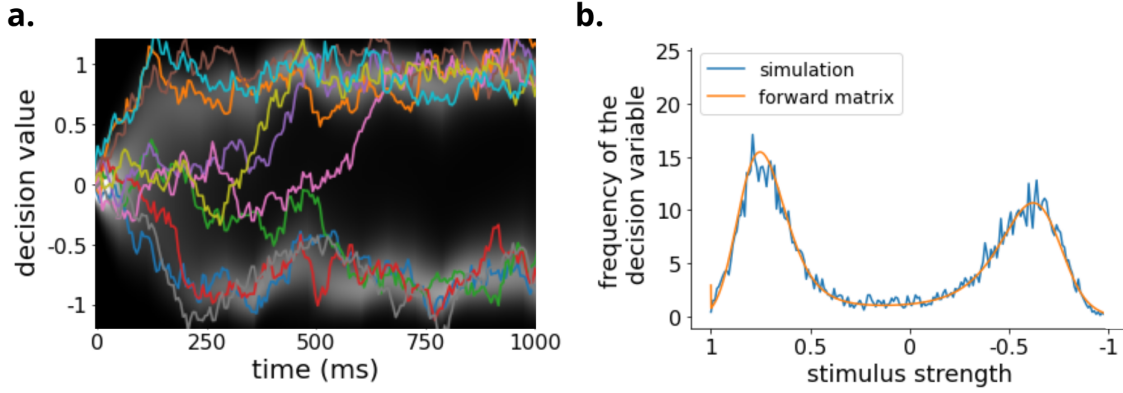 a.
decision value
1
0.5
0
-0.5
-1
0 250 500 750 1000
time (ms)
b.
frequency of the
decision variable
25
20
15
10
5
0
simulation
forward matrix
1 0.5 0 -0.5 -1
stimulus strength